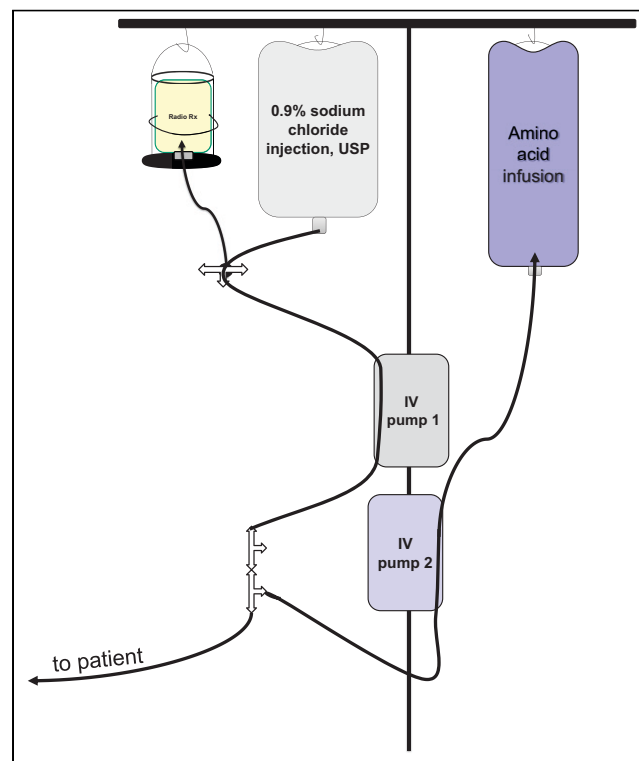 Radio Rx
0.9% sodium
chloride
injection, USP
Amino
acid
infusion
IV
pump 1
IV
pump 2
to patient